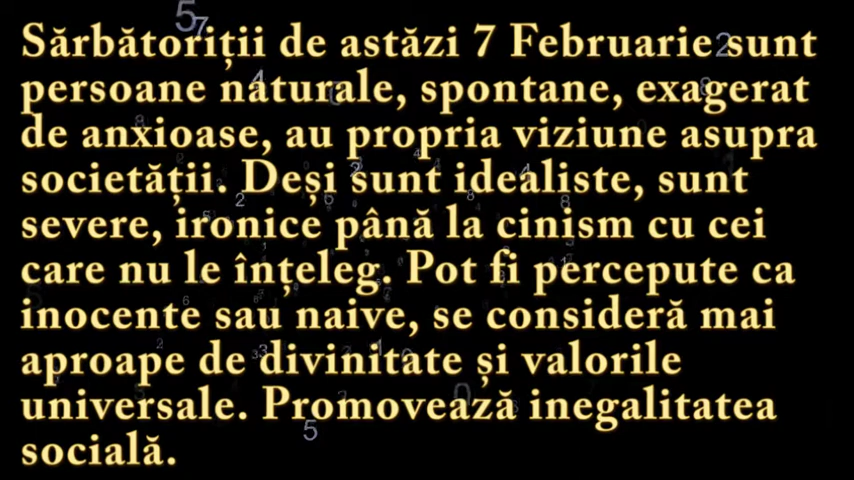 Sărbătoriții de astăzi 7 Februarie sunt
persoane naturale, spontane, exagerat
de anxioase, au propria viziune asupra
societății. Deși sunt idealiste, sunt
severe, ironice până la cinism cu cei
care nu le înțeleg. Pot fi percepute ca
inocente sau naive, se consideră mai
aproape de divinitate și valorile
universale. Promovează inegalitatea
socială.